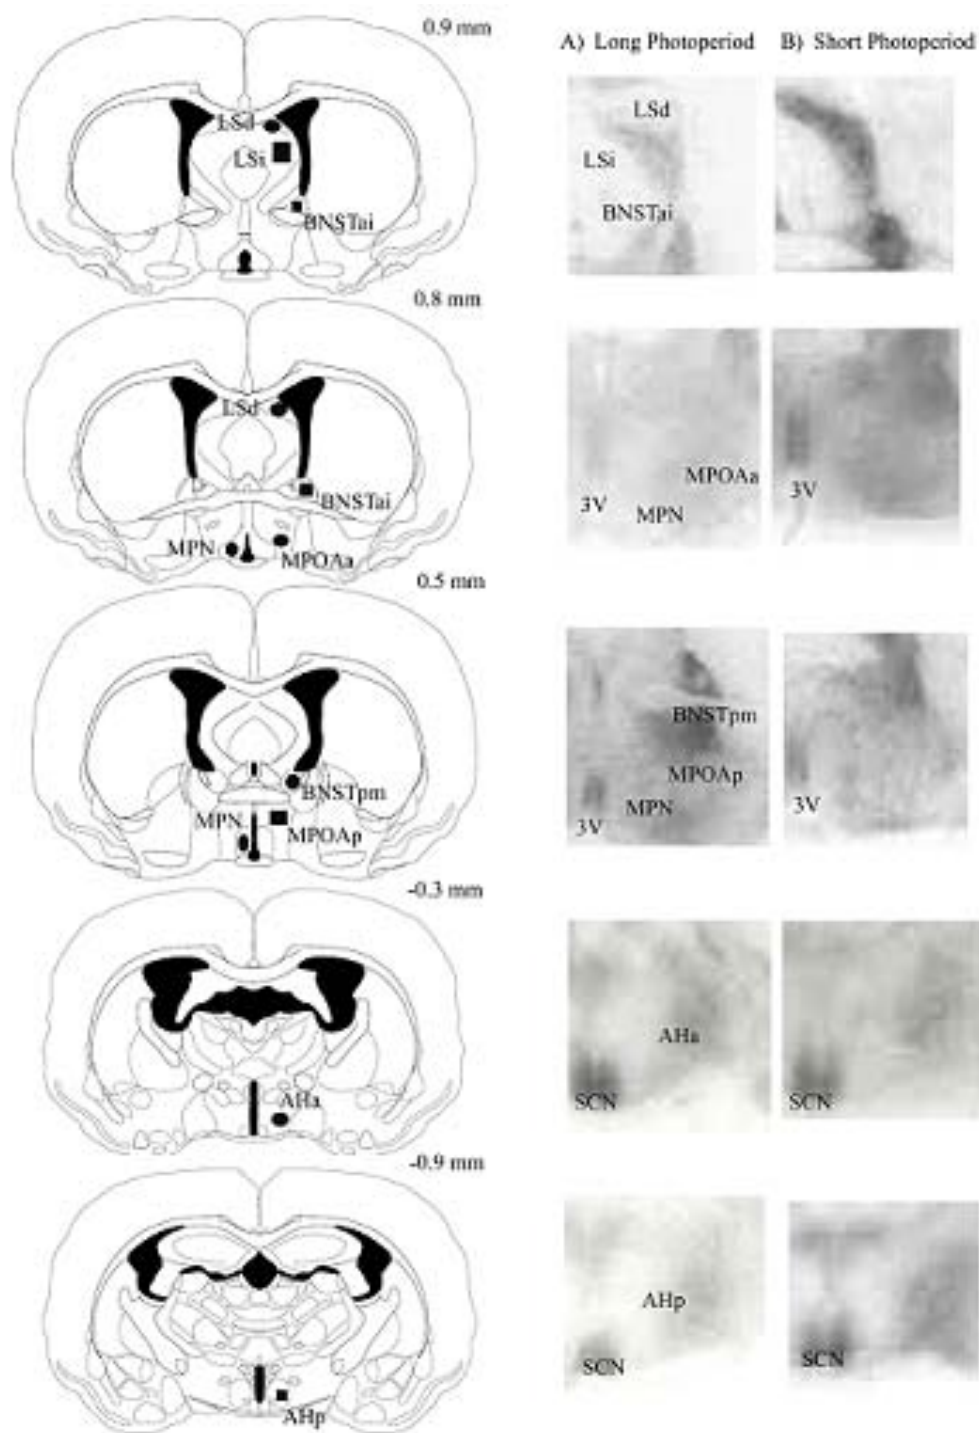 0.9 mm
A) Long Photoperiod
B) Short Photoperiod
LSd
LSi
BNSTai
LSd
LSi
BNSTai
0.8 mm
LSd
BNSTai
MPN
MPOAa
MPOAa
3V
MPN
3V
0.5 mm
BNSTpm
MPN
MPOAp
BNSTpm
MPOAp
MPN
3V
3V
-0.3 mm
AHa
AHa
SCN
SCN
-0.9 mm
AHp
AHp
SCN
SCN